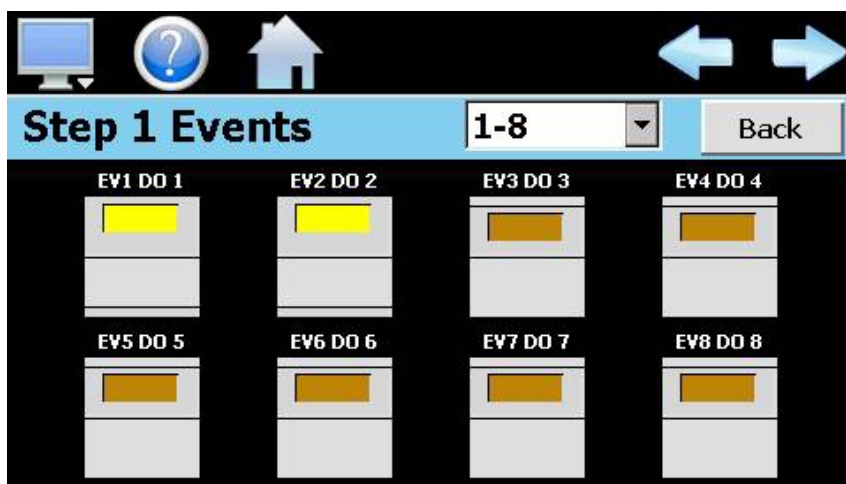 ?
Step 1 Events
1-8
Back
EV1 DO 1
EV2 DO 2
EV3 DO 3
EV4 DO 4
EV5 DO 5
EV6 DO 6
EV7 DO 7
EV8 DO 8